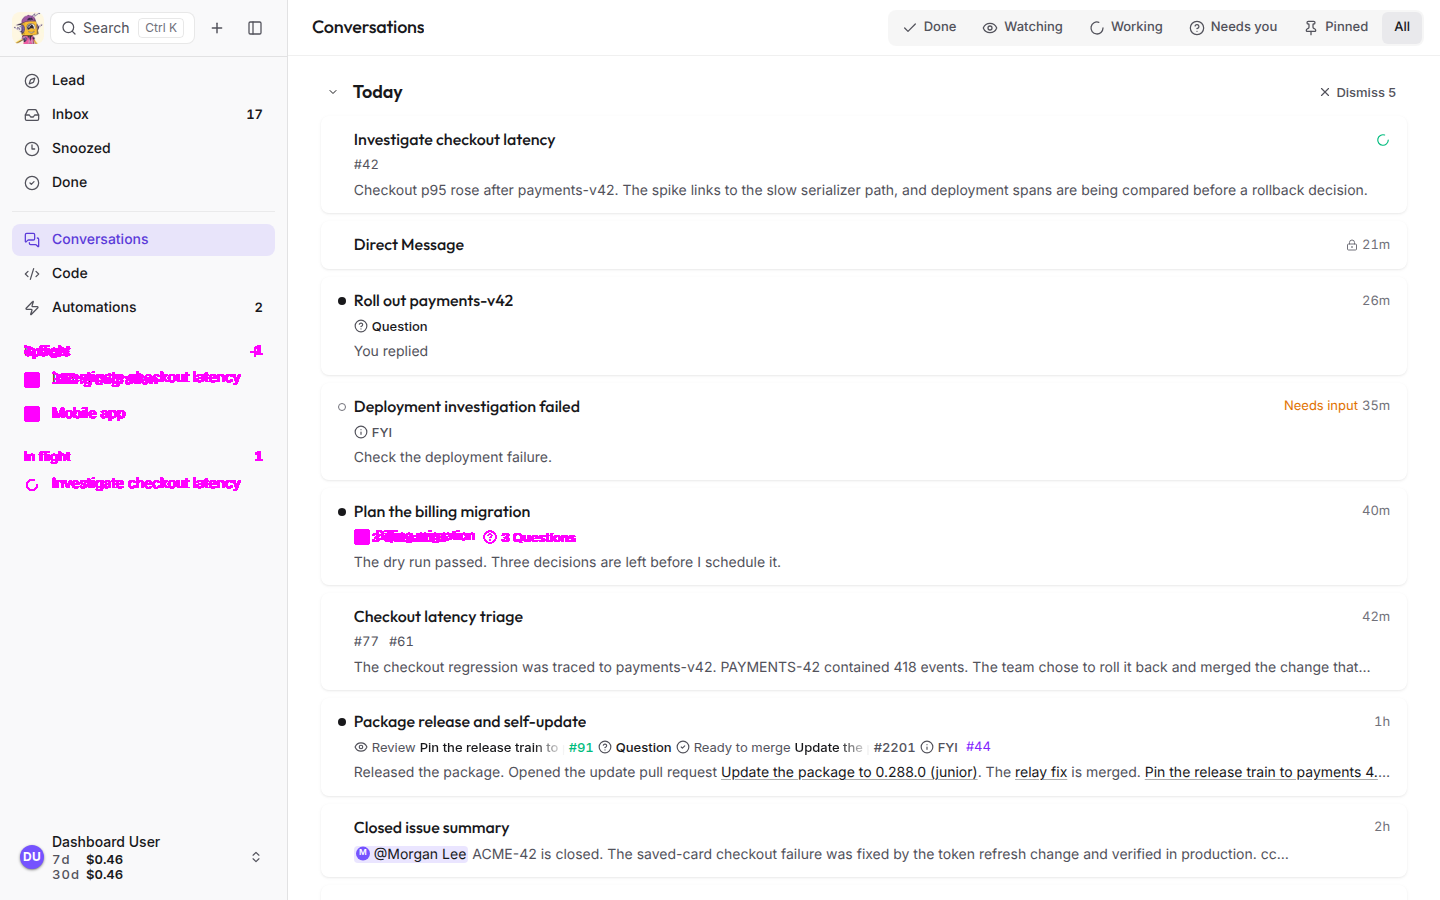 Search Ctrl K
Lead
Inbox 17
Snoozed
Done
Conversations
Code
Automations 2
Mobile app
In flight 1
Investigate checkout latency
DU Dashboard User
7d $0.46
30d $0.46
Conversations
Done Watching Working Needs you Pinned All
Today Dismiss 5
Investigate checkout latency
#42
Checkout p95 rose after payments-v42. The spike links to the slow serializer path, and deployment spans are being compared before a rollback decision.
Direct Message 21m
Roll out payments-v42 26m
Question
You replied
Deployment investigation failed Needs input 35m
FYI
Check the deployment failure.
Plan the billing migration 40m
3 Questions
The dry run passed. Three decisions are left before I schedule it.
Checkout latency triage 42m
#77 #61
The checkout regression was traced to payments-v42. PAYMENTS-42 contained 418 events. The team chose to roll it back and merged the change that...
Package release and self-update 1h
Review Pin the release train to #91 Question Ready to merge Update the #2201 FYI #44
Released the package. Opened the update pull request Update the package to 0.288.0 (junior). The relay fix is merged. Pin the release train to payments 4....
Closed issue summary 2h
M @Morgan Lee ACME-42 is closed. The saved-card checkout failure was fixed by the token refresh change and verified in production. cc...